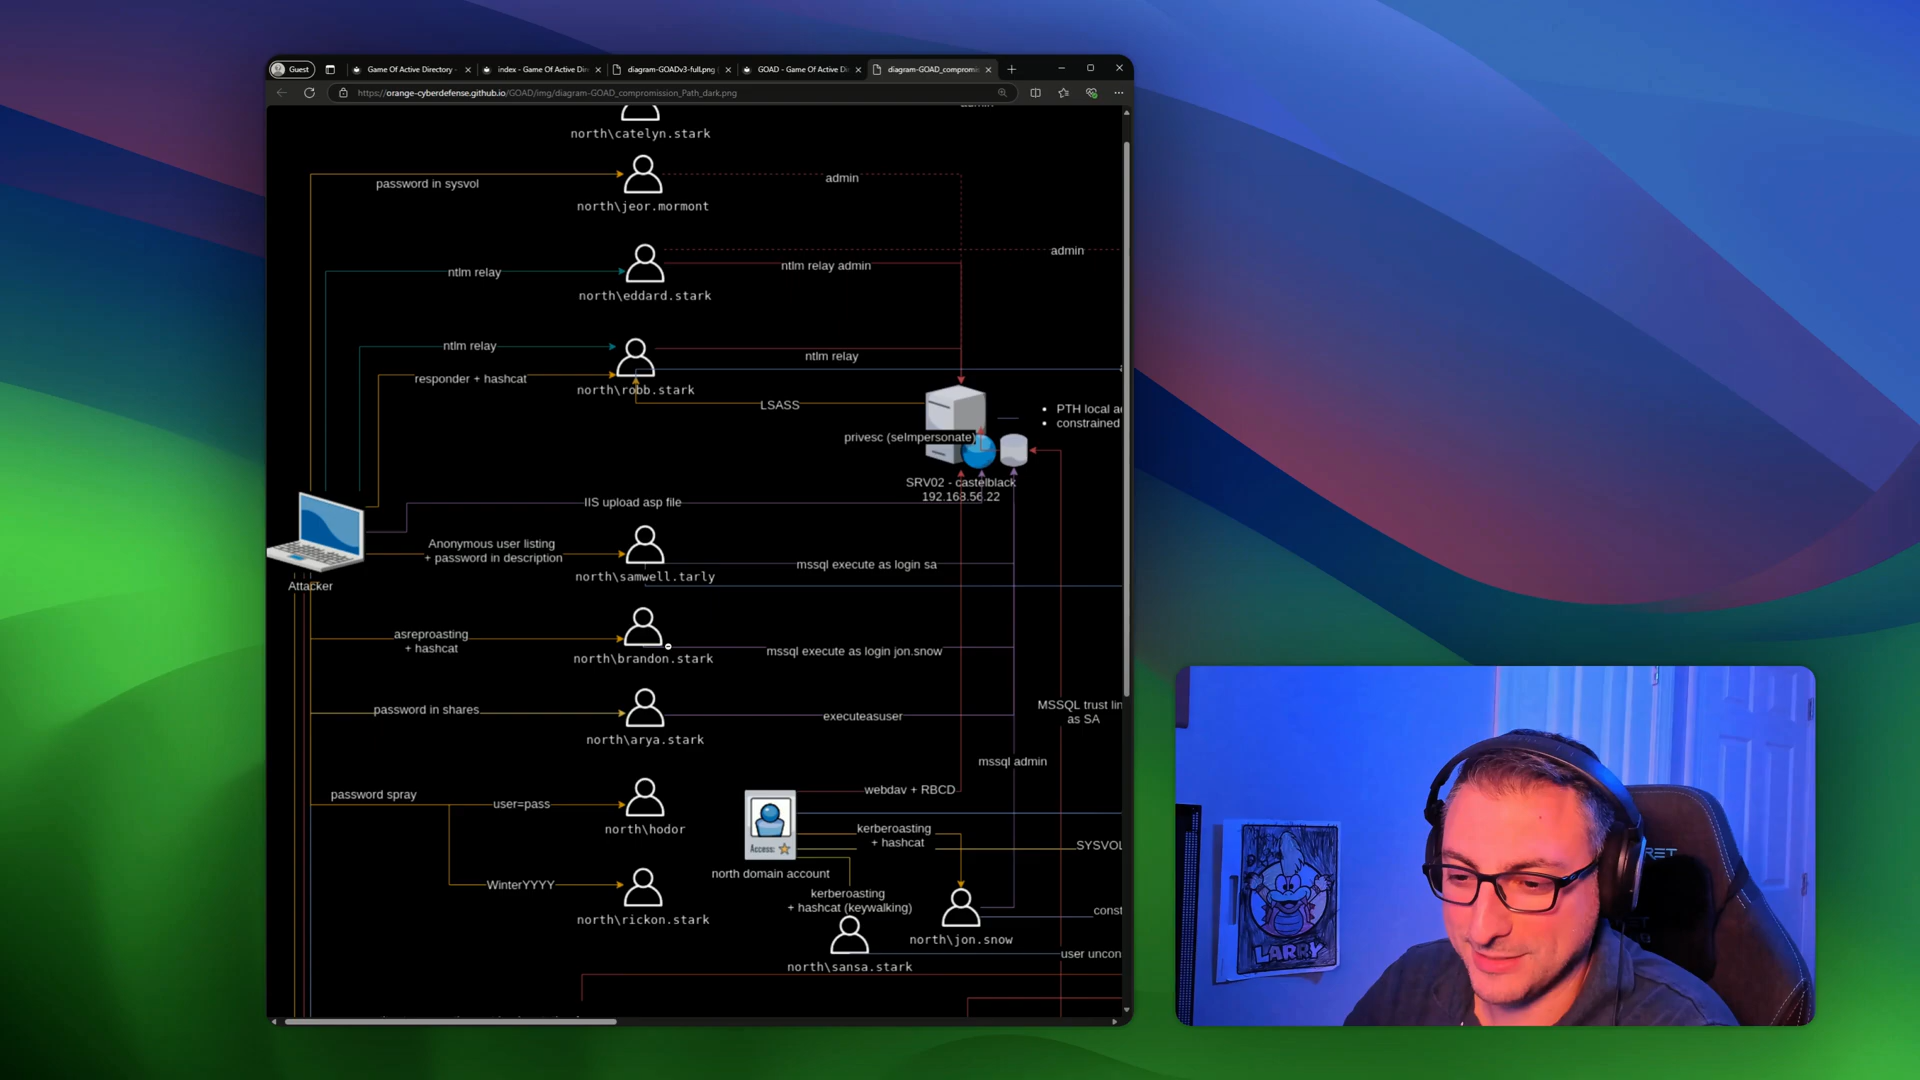 Guest
Game Of Active Directory -
index - Game Of Active Dir
diagram-GOADv3-full.png (
GOAD - Game Of Active Di
diagram-GOAD_compromis
https://orange-cyberdefense.github.io/GOAD/img/diagram-GOAD_compromission_Path_dark.png
north\catelyn.stark
password in sysvol
admin
north\jeor.mormont
admin
ntlm relay
ntlm relay admin
north\eddard.stark
ntlm relay
ntlm relay
responder + hashcat
north\robb.stark
LSASS
PTH local a
constrained
privesc (seImpersonate)
SRV02 - castelblack
192.168.56.22
IIS upload asp file
Anonymous user listing
+ password in description
mssql execute as login sa
north\samwell.tarly
Attacker
asreproasting
+ hashcat
mssql execute as login jon.snow
north\brandon.stark
password in shares
executeasuser
MSSQL trust lin
as SA
north\arya.stark
mssql admin
password spray
user=pass
webdav + RBCD
north\hodor
kerberoasting
+ hashcat
SYSVOL
Access:
north domain account
WinterYYYY
kerberoasting
+ hashcat (keywalking)
const
north\rickon.stark
north\jon.snow
user uncon
north\sansa.stark
LARRY